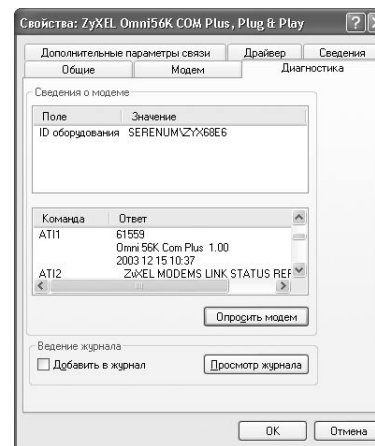 Свойства: ZyXEL Omni56K COM Plus, Plug & Play
Дополнительные параметры связи Драйвер Сведения
Общие Модем Диагностика
Сведения о модеме
Поле Значение
ID оборудования SERENUM\ZYX68E6
Команда Ответ
ATI1 61559
Omni 56K Com Plus 1.00
2003 12 15 10:37
ATI2 ZyXEL MODEMS LINK STATUS REF
Опросить модем
Ведение журнала
Добавить в журнал Просмотр журнала
OK Отмена